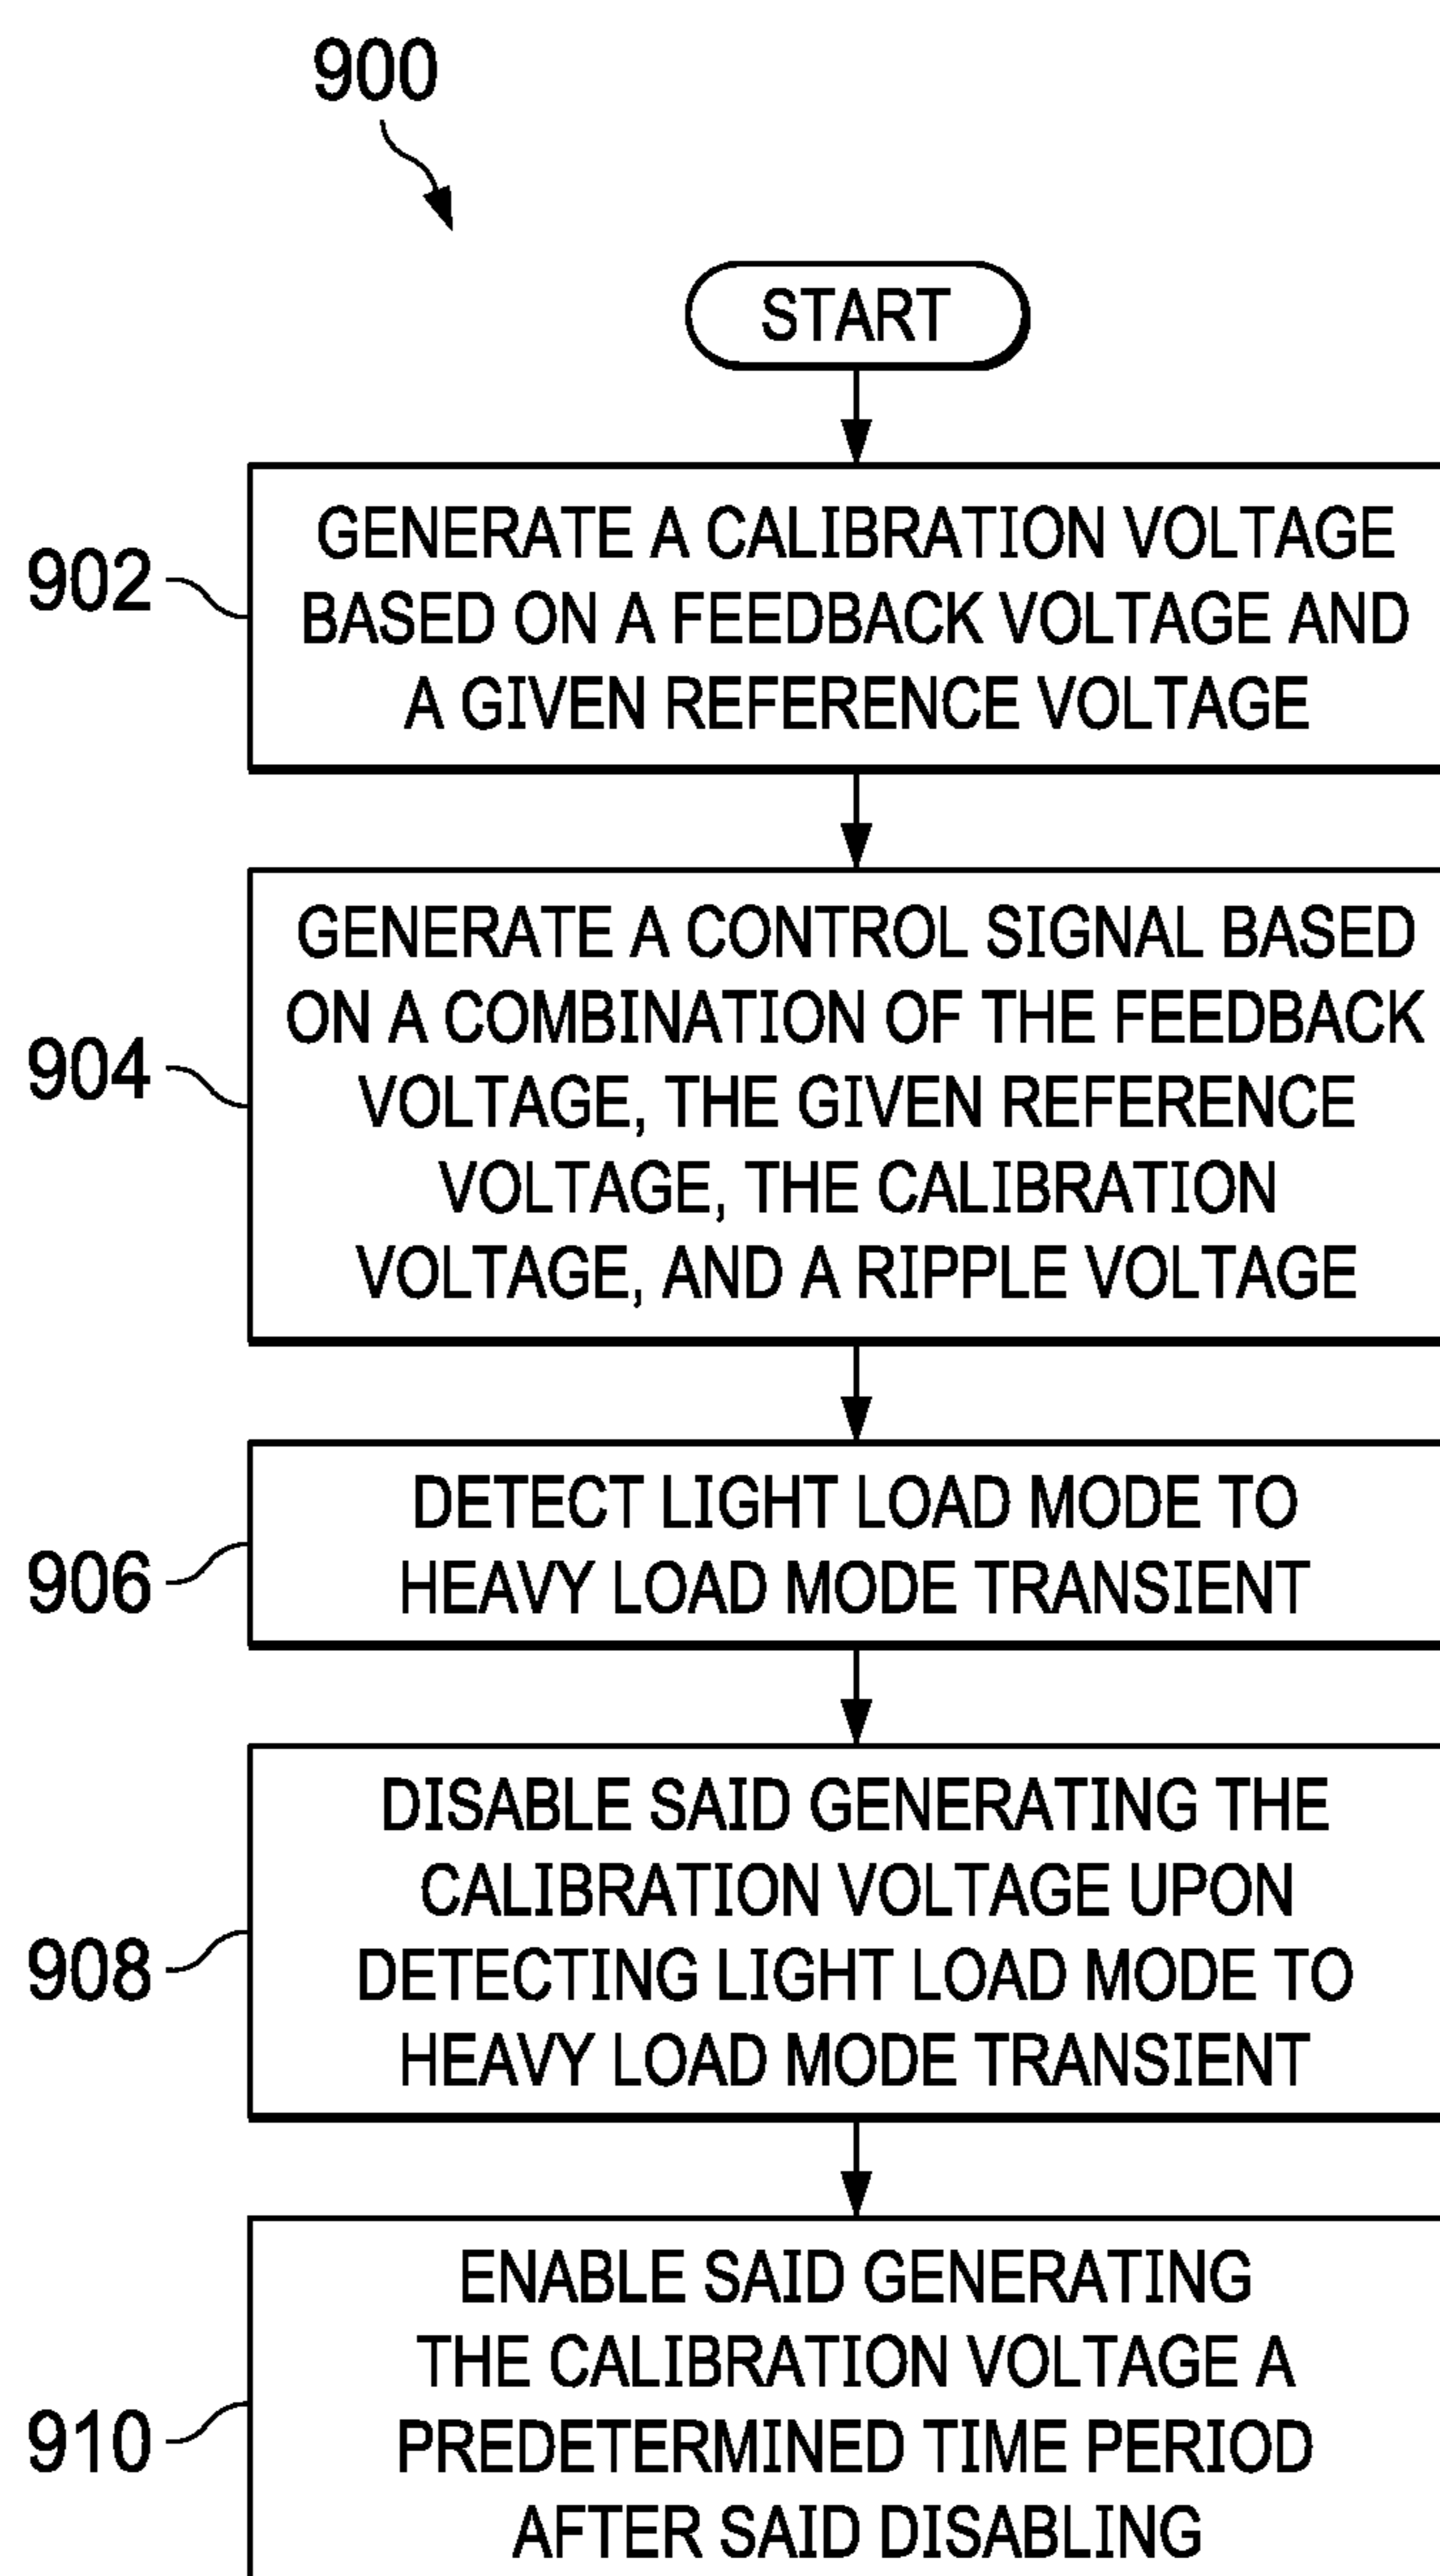 900
START
902
GENERATE A CALIBRATION VOLTAGE
BASED ON A FEEDBACK VOLTAGE AND
A GIVEN REFERENCE VOLTAGE
904
GENERATE A CONTROL SIGNAL BASED
ON A COMBINATION OF THE FEEDBACK
VOLTAGE, THE GIVEN REFERENCE
VOLTAGE, THE CALIBRATION
VOLTAGE, AND A RIPPLE VOLTAGE
906
DETECT LIGHT LOAD MODE TO
HEAVY LOAD MODE TRANSIENT
908
DISABLE SAID GENERATING THE
CALIBRATION VOLTAGE UPON
DETECTING LIGHT LOAD MODE TO
HEAVY LOAD MODE TRANSIENT
910
ENABLE SAID GENERATING
THE CALIBRATION VOLTAGE A
PREDETERMINED TIME PERIOD
AFTER SAID DISABLING